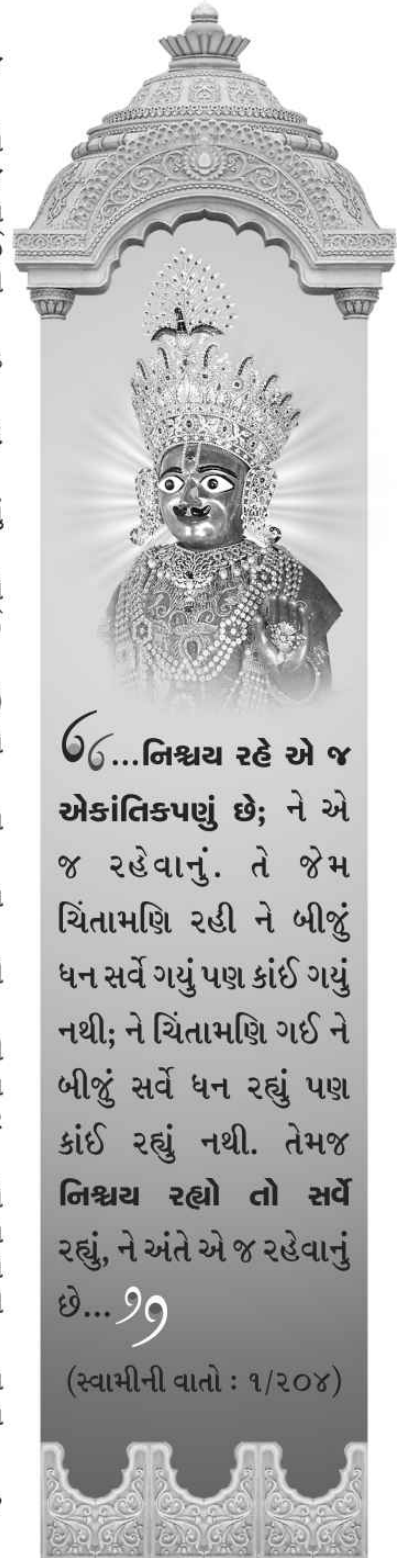 “...નિશ્ચય રહે એ જ
એકાંતિકપણું છે; ને એ
જ રહેવાનું. તે જેમ
ચિંતામણિ રહી ને બીજું
ધન સર્વે ગયું પણ કાંઈ ગયું
નથી; ને ચિંતામણિ ગઈ ને
બીજું સર્વે ધન રહ્યું પણ
કાંઈ રહ્યું નથી. તેમજ
નિશ્ચય રહ્યો તો સર્વે
રહ્યું, ને અંતે એ જ રહેવાનું
છે...”
(સ્વામીની વાતો : ૧/૨૦૪)